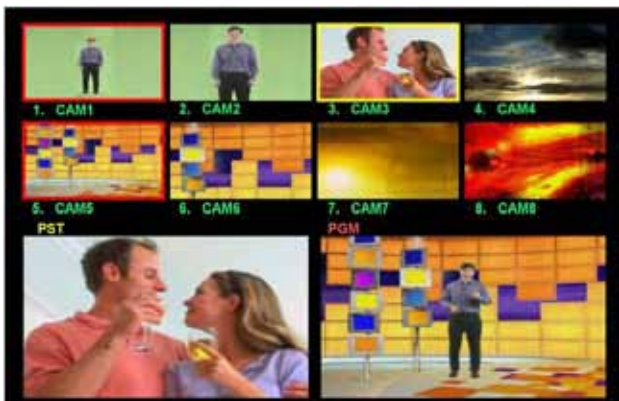 1. CAM1
2. CAM2
3. CAM3
4. CAM4
5. CAM5
6. CAM6
7. CAM7
8. CAM8
PST
PGM